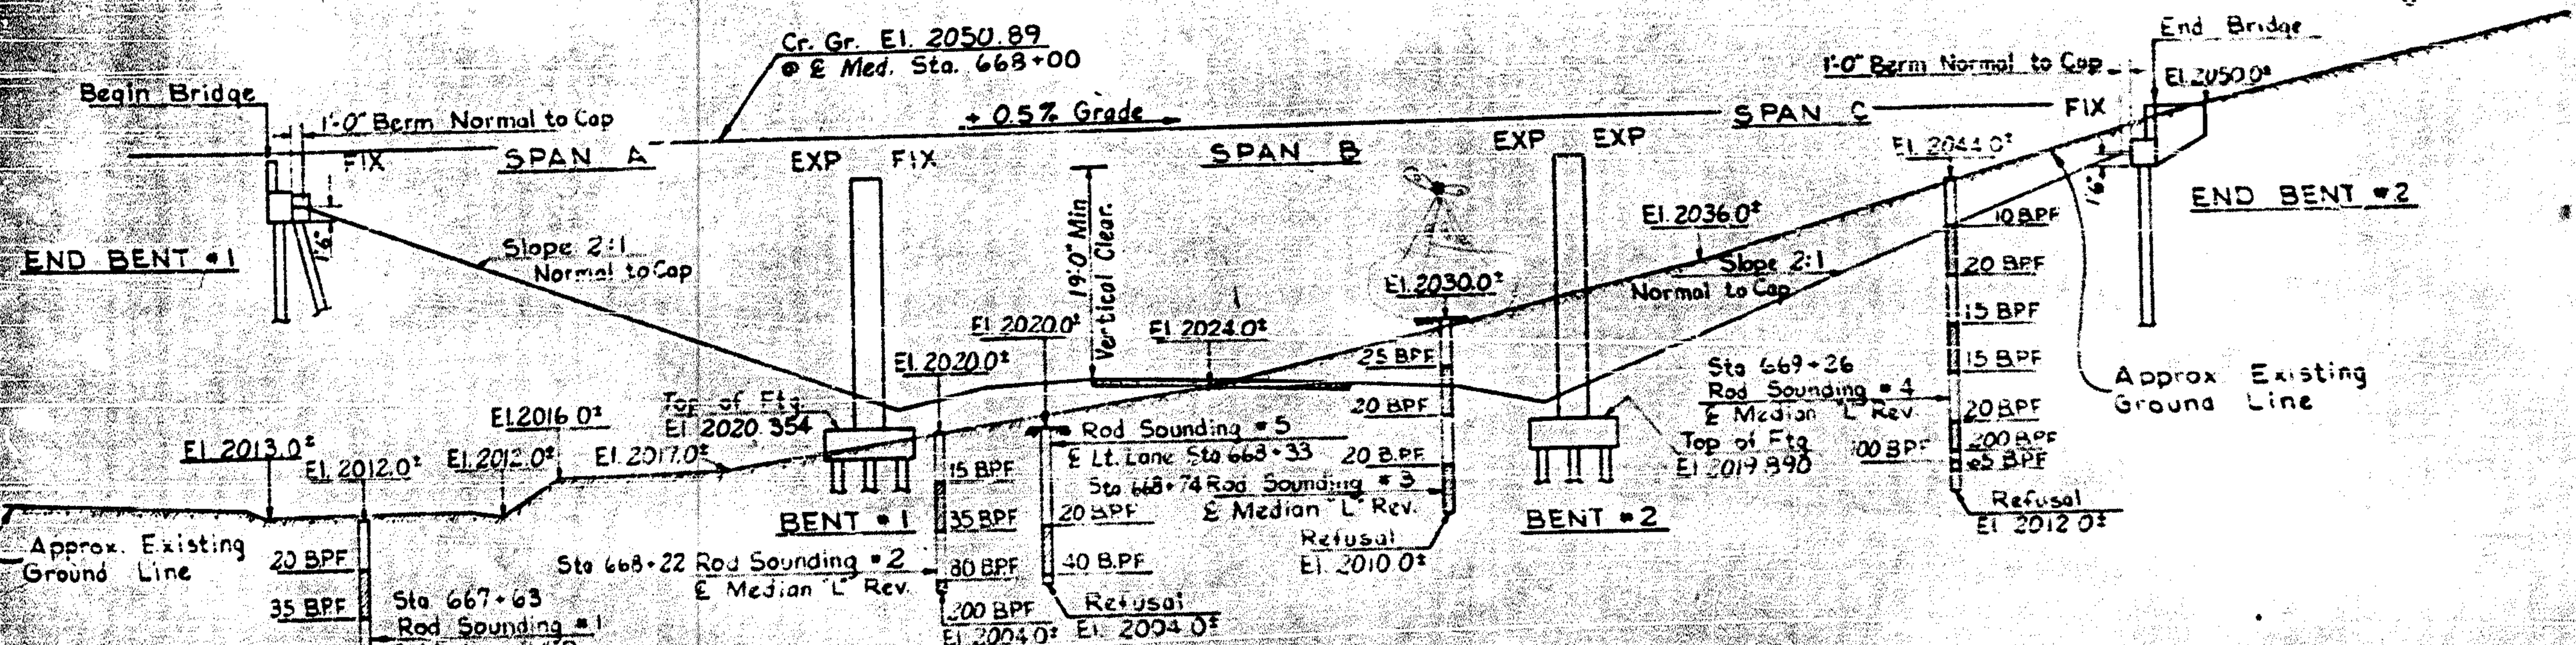 Cr. Gr. El. 2050.89
@ ₵ Med. Sta. 668+00
End Bridge
1'-0" Berm Normal to Cap
El. 2050.0±
Begin Bridge
1'-0" Berm Normal to Cap
+ 0.5% Grade
SPAN C
FIX
FIX
SPAN A
EXP
FIX
SPAN B
EXP
EXP
El. 2044.0±
1'-6"
END BENT #2
19'-0" Min
Vertical Clear.
El. 2036.0±
10 BPF
END BENT #1
1'-6"
Slope 2:1
Normal to Cap
Slope 2:1
Normal to Cap
20 BPF
El. 2030.0±
15 BPF
El. 2020.0±
El. 2024.0±
El. 2020.0±
25 BPF
15 BPF
Sta 669+26
Rod Sounding #4
₵ Median "L" Rev.
Approx Existing
Ground Line
El. 2016.0±
Top of Ftg.
El. 2020.354
20 BPF
20 BPF
El. 2013.0±
El. 2012.0±
El. 2012.0±
El. 2017.0±
Rod Sounding #5
₵ Lt. Lane Sta 668+33
Top of Ftg
El. 2019.890
200 BPF
15 BPF
20 B.P.F.
Sta 668+74 Rod Sounding #3
₵ Median "L" Rev.
Refusal
El. 2012.0±
BENT #1
35 BPF
20 BPF
BENT #2
Approx. Existing
Ground Line
20 BPF
Sta 668+22 Rod Sounding #2
₵ Median "L" Rev.
80 BPF
40 B.P.F.
Refusal
El. 2010.0±
35 BPF
Sta 667+63
Rod Sounding #1
200 BPF
El. 2004.0±
Refusal
El. 2004.0±